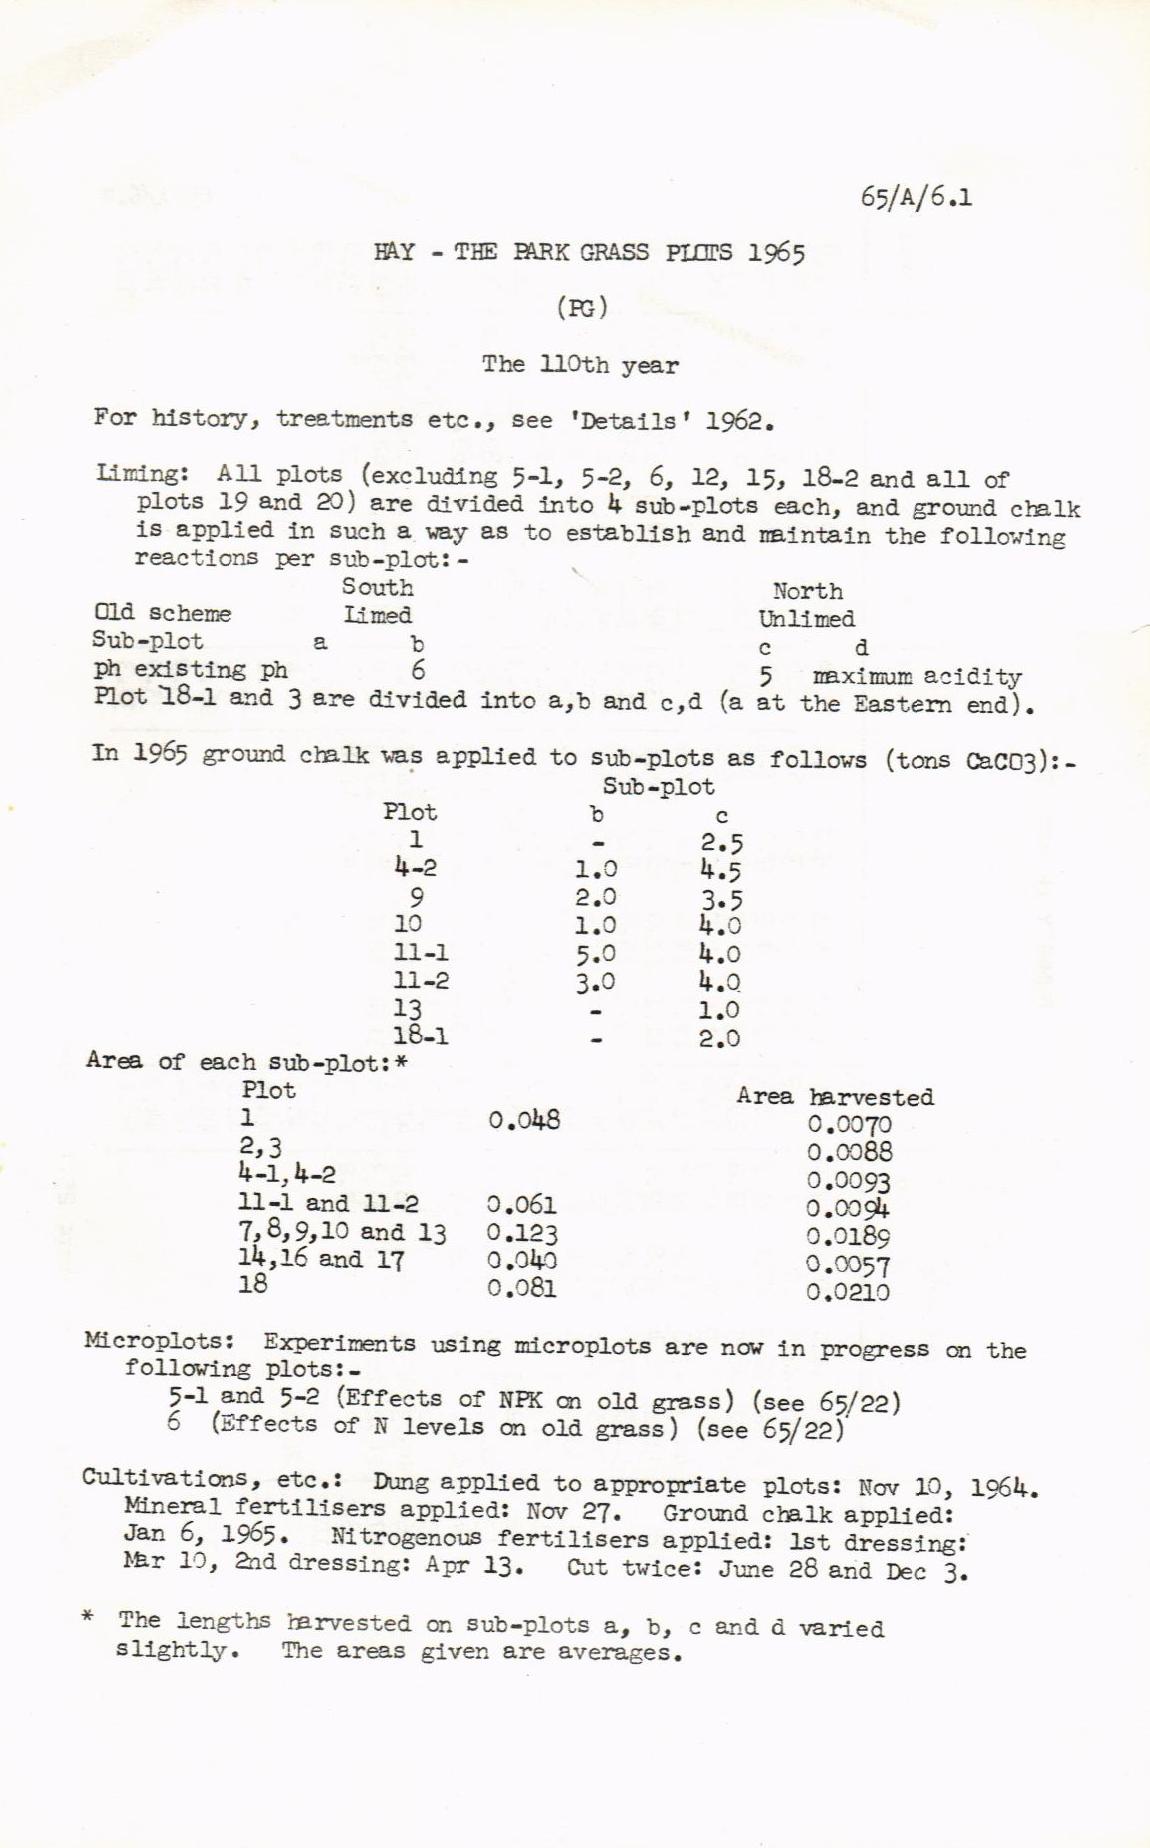 65/A/6.1
HAY - THE PARK GRASS PLOTS 1965
(PG)
The 110th year
For history, treatments etc., see 'Details' 1962.
Liming: All plots (excluding 5-1, 5-2, 6, 12, 15, 18-2 and all of
plots 19 and 20) are divided into 4 sub-plots each, and ground chalk
is applied in such a way as to establish and maintain the following
reactions per sub-plot:-
South North
Old scheme Limed Unlimed
Sub-plot a b c d
ph existing ph 6 5 maximum acidity
Plot 18-1 and 3 are divided into a,b and c,d (a at the Eastern end).
In 1965 ground chalk was applied to sub-plots as follows (tons CaCO3):-
Sub-plot
Plot b c
1 - 2.5
4-2 1.0 4.5
9 2.0 3.5
10 1.0 4.0
11-1 5.0 4.0
11-2 3.0 4.0
13 - 1.0
18-1 - 2.0
Area of each sub-plot:*
Plot Area harvested
1 0.048 0.0070
2,3 0.0088
4-1,4-2 0.0093
11-1 and 11-2 0.061 0.0094
7,8,9,10 and 13 0.123 0.0189
14,16 and 17 0.040 0.0057
18 0.081 0.0210
Microplots: Experiments using microplots are now in progress on the
following plots:-
5-1 and 5-2 (Effects of NPK on old grass) (see 65/22)
6 (Effects of N levels on old grass) (see 65/22)
Cultivations, etc.: Dung applied to appropriate plots: Nov 10, 1964.
Mineral fertilisers applied: Nov 27. Ground chalk applied:
Jan 6, 1965. Nitrogenous fertilisers applied: 1st dressing:
Mar 10, 2nd dressing: Apr 13. Cut twice: June 28 and Dec 3.
* The lengths harvested on sub-plots a, b, c and d varied
slightly. The areas given are averages.